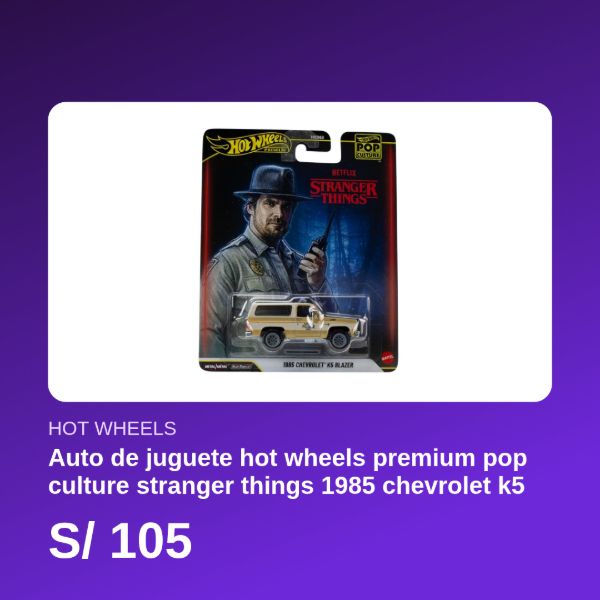 Hot Wheels
PREMIUM
POP
CULTURE
NETFLIX
STRANGER
THINGS
1985 CHEVROLET K5 BLAZER
MATTEL
HOT WHEELS
Auto de juguete hot wheels premium pop
culture stranger things 1985 chevrolet k5
S/ 105